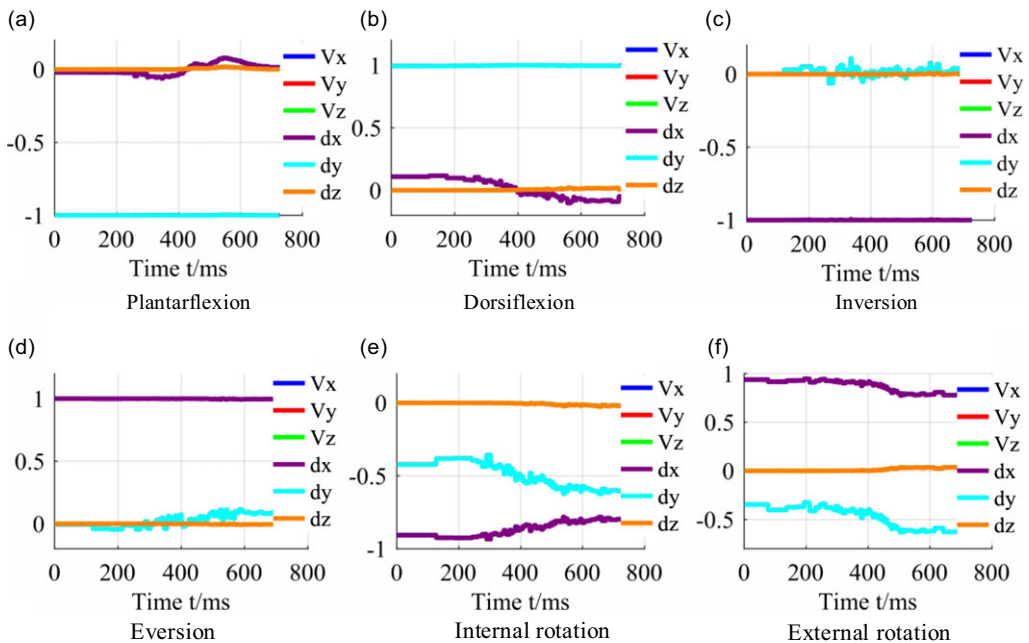 (a)
0
-0.5
-1
0 200 400 600 800
Time t/ms
Vx
Vy
Vz
dx
dy
dz
Plantarflexion
(b)
1
0.5
0
0 200 400 600 800
Time t/ms
Vx
Vy
Vz
dx
dy
dz
Dorsiflexion
(c)
0
-0.5
-1
0 200 400 600 800
Time t/ms
Vx
Vy
Vz
dx
dy
dz
Inversion
(d)
1
0.5
0
0 200 400 600 800
Time t/ms
Vx
Vy
Vz
dx
dy
dz
Eversion
(e)
0
-0.5
-1
0 200 400 600 800
Time t/ms
Vx
Vy
Vz
dx
dy
dz
Internal rotation
(f)
1
0.5
0
-0.5
0 200 400 600 800
Time t/ms
Vx
Vy
Vz
dx
dy
dz
External rotation